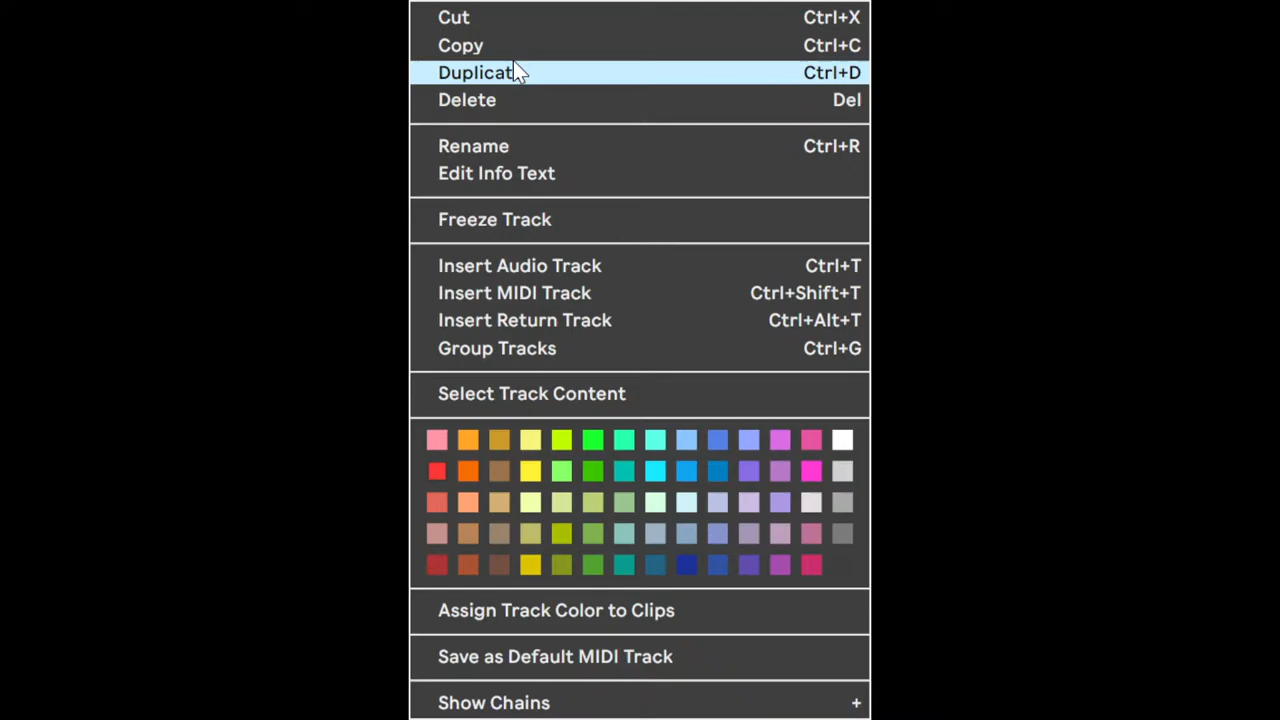 Cut Ctrl+X
Copy Ctrl+C
Duplicat Ctrl+D
Delete Del
Rename Ctrl+R
Edit Info Text
Freeze Track
Insert Audio Track Ctrl+T
Insert MIDI Track Ctrl+Shift+T
Insert Return Track Ctrl+Alt+T
Group Tracks Ctrl+G
Select Track Content
Assign Track Color to Clips
Save as Default MIDI Track
Show Chains +